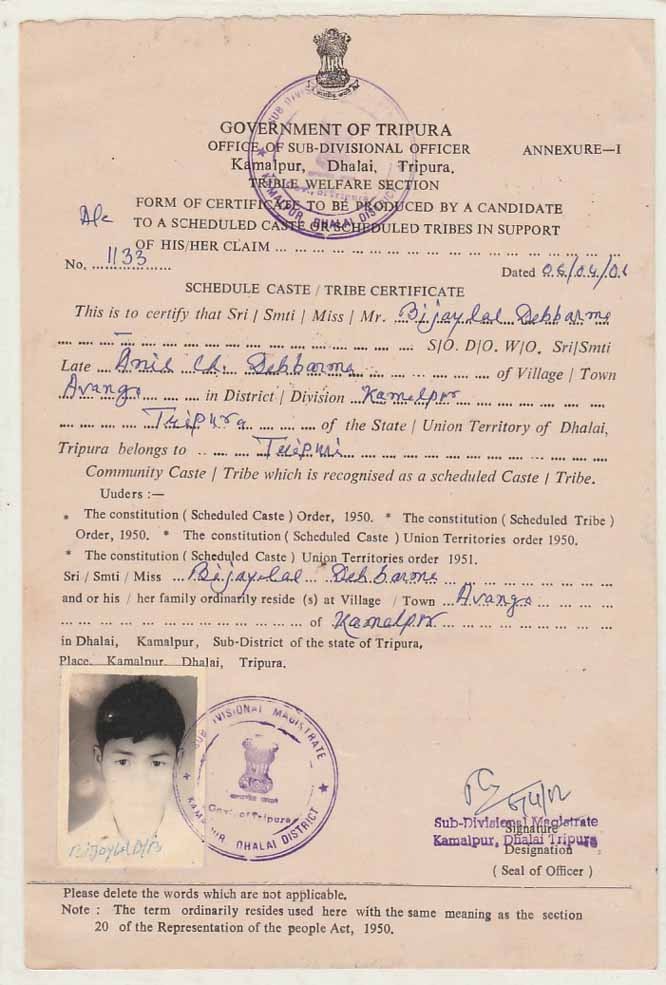 GOVERNMENT OF TRIPURA
OFFICE OF SUB-DIVISIONAL OFFICER
ANNEXURE—I
Kamalpur, Dhalai, Tripura.
TRIBLE WELFARE SECTION
FORM OF CERTIFICATE TO BE PRODUCED BY A CANDIDATE
TO A SCHEDULED CASTE OR SCHEDULED TRIBES IN SUPPORT
OF HIS/HER CLAIM
No. 1133
Dated
SCHEDULE CASTE / TRIBE CERTIFICATE
This is to certify that Sri / Smti / Miss / Mr. Bijaylal Debbarma
S/O. D/O. W/O. Sri/Smti
Late Anil Ch. Debbarma of Village / Town
Avanga in District / Division Kamalpur
Tripura of the State / Union Territory of Dhalai,
Tripura belongs to Tripuri
Community Caste / Tribe which is recognised as a scheduled Caste / Tribe.
Uuders :—
* The constitution ( Scheduled Caste ) Order, 1950. * The constitution ( Scheduled Tribe )
Order, 1950. * The constitution ( Scheduled Caste ) Union Territories order 1950.
* The constitution ( Scheduled Caste ) Union Territories order 1951.
Sri / Smti / Miss Bijaylal Debbarma
and or his / her family ordinarily reside (s) at Village / Town Avanga
of Kamalpur
in Dhalai, Kamalpur, Sub-District of the state of Tripura,
Place. Kamalpur, Dhalai, Tripura.
SUB DIVISIONAL MAGISTRATE
Govt. of Tripura
KAMALPUR, DHALAI DISTRICT
Sub-Divisional Magistrate
Signature
Kamalpur, Dhalai Tripura
Designation
( Seal of Officer )
Please delete the words which are not applicable.
Note : The term ordinarily resides used here with the same meaning as the section
20 of the Representation of the people Act, 1950.